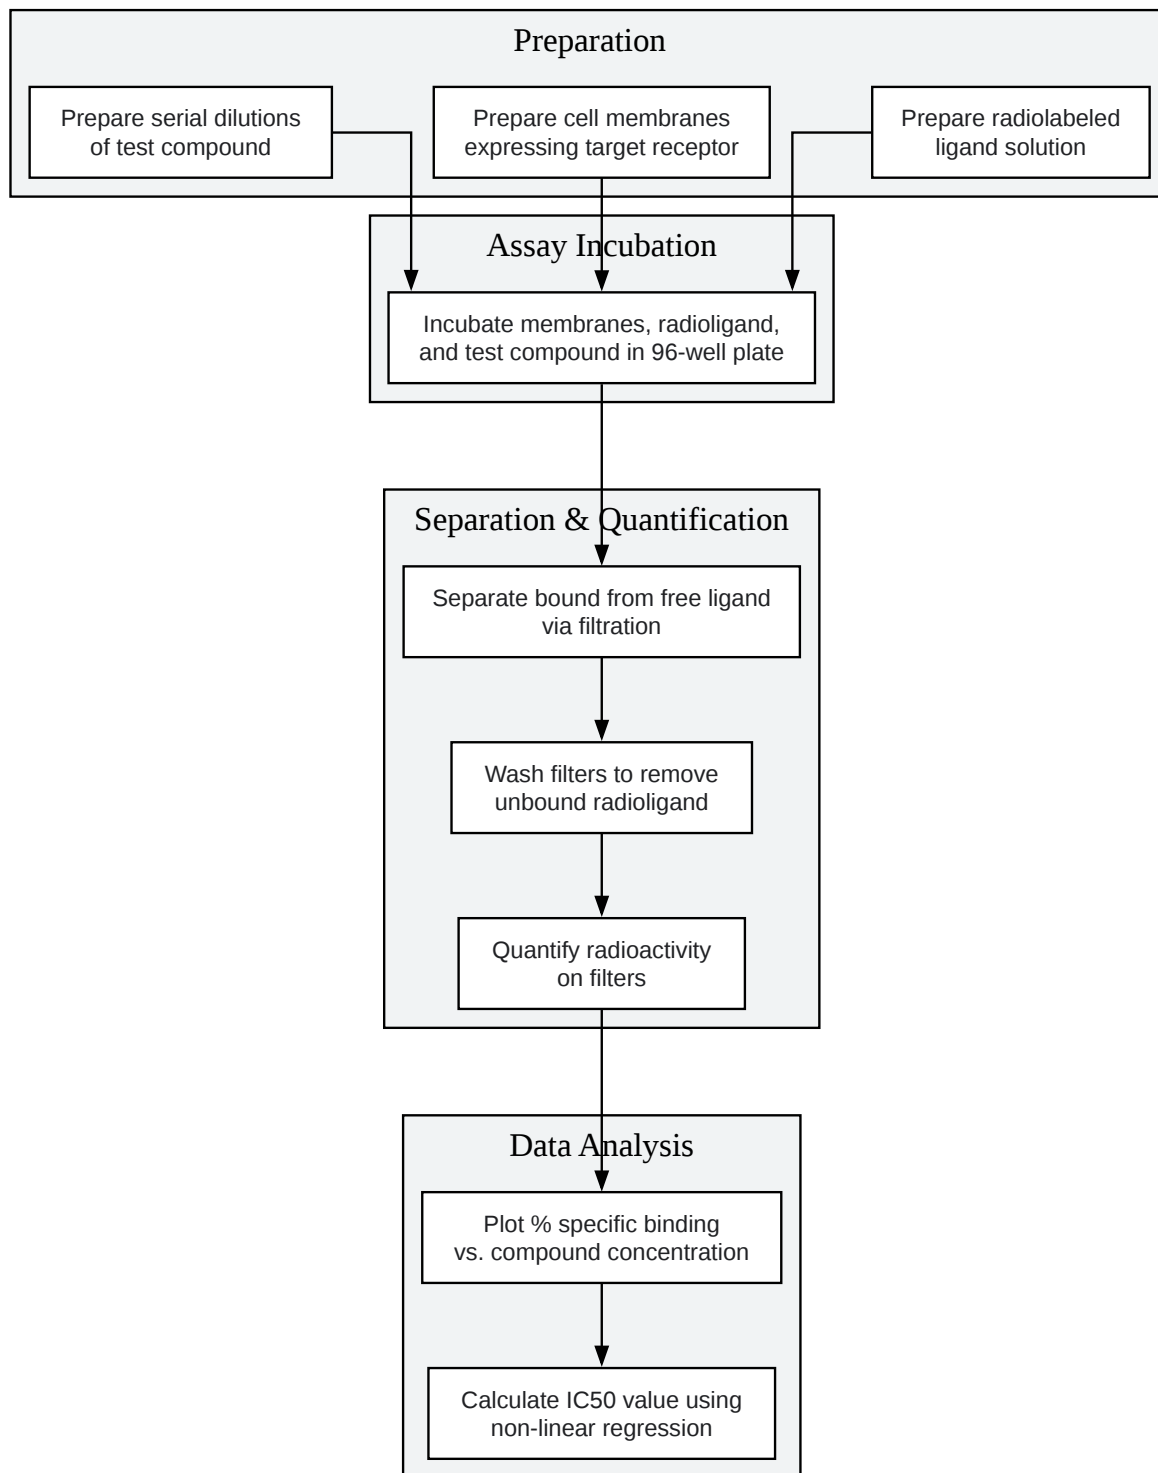 Preparation
Prepare serial dilutions
of test compound
Prepare cell membranes
expressing target receptor
Prepare radiolabeled
ligand solution
Assay Incubation
Incubate membranes, radioligand,
and test compound in 96-well plate
Separation & Quantification
Separate bound from free ligand
via filtration
Wash filters to remove
unbound radioligand
Quantify radioactivity
on filters
Data Analysis
Plot % specific binding
vs. compound concentration
Calculate IC50 value using
non-linear regression